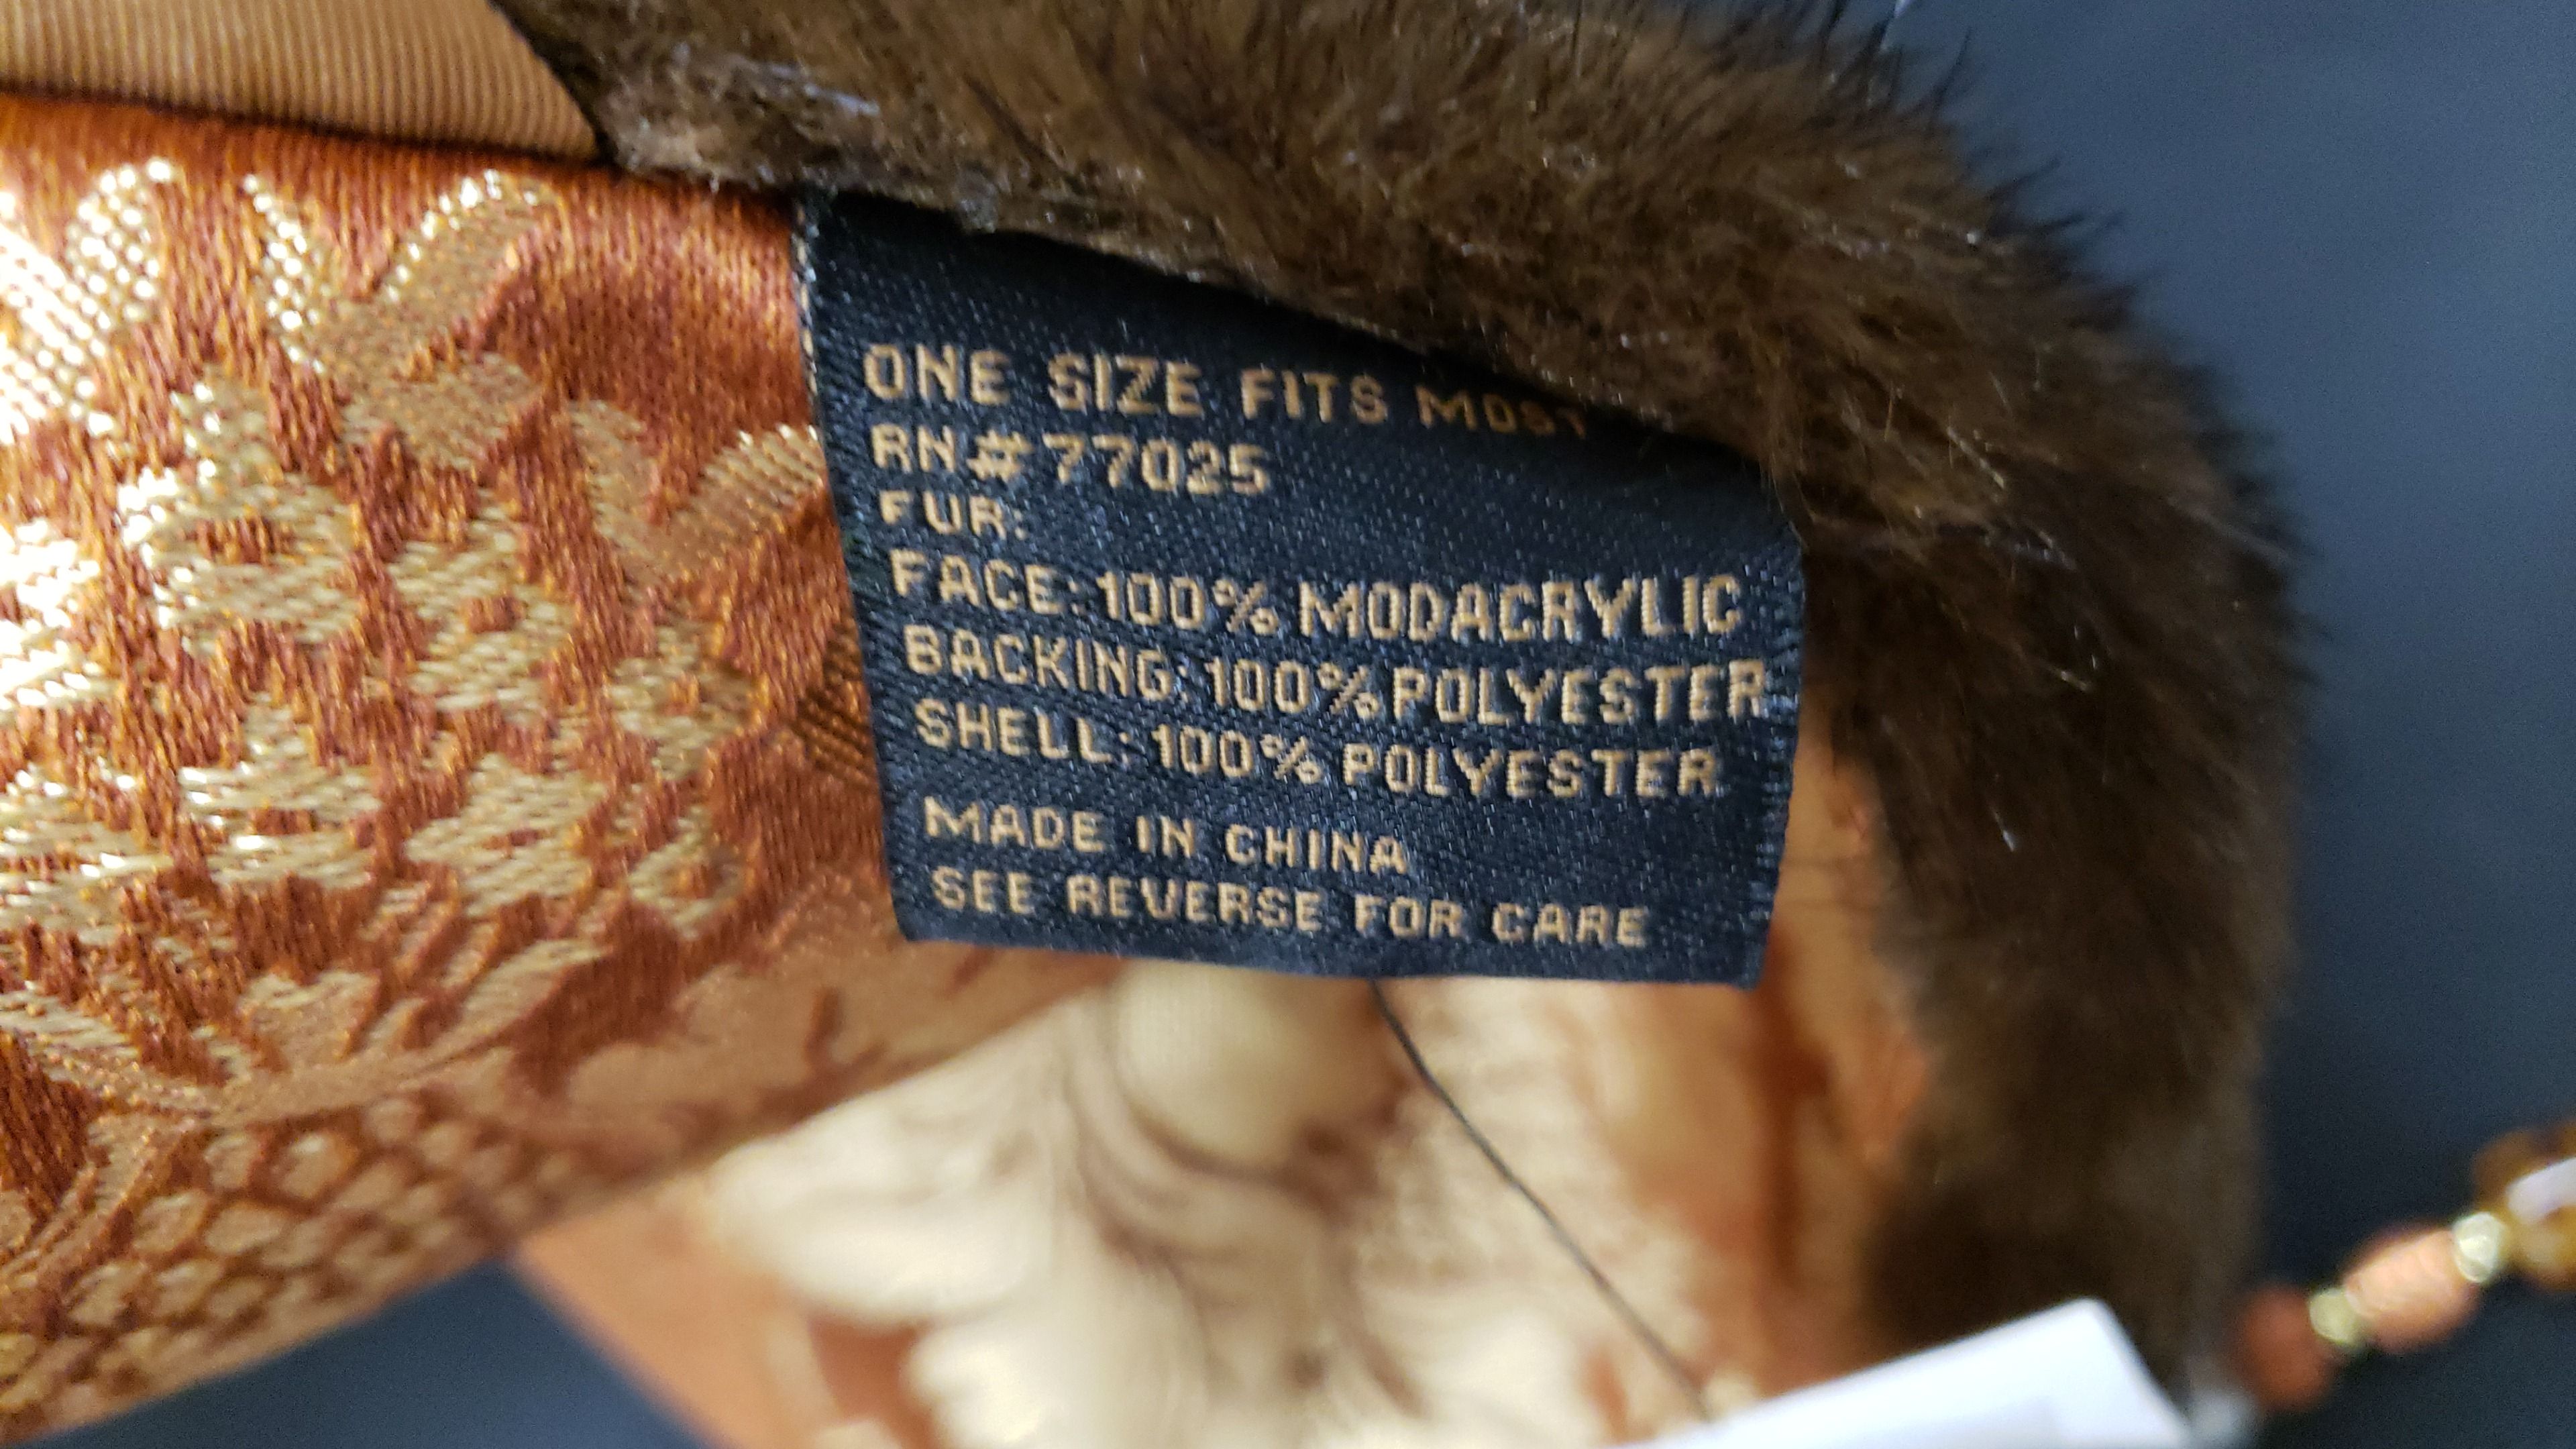 ONE SIZE FITS MOST
RN#77025
FUR:
FACE: 100% MODACRYLIC
BACKING: 100% POLYESTER
SHELL: 100% POLYESTER
MADE IN CHINA
SEE REVERSE FOR CARE